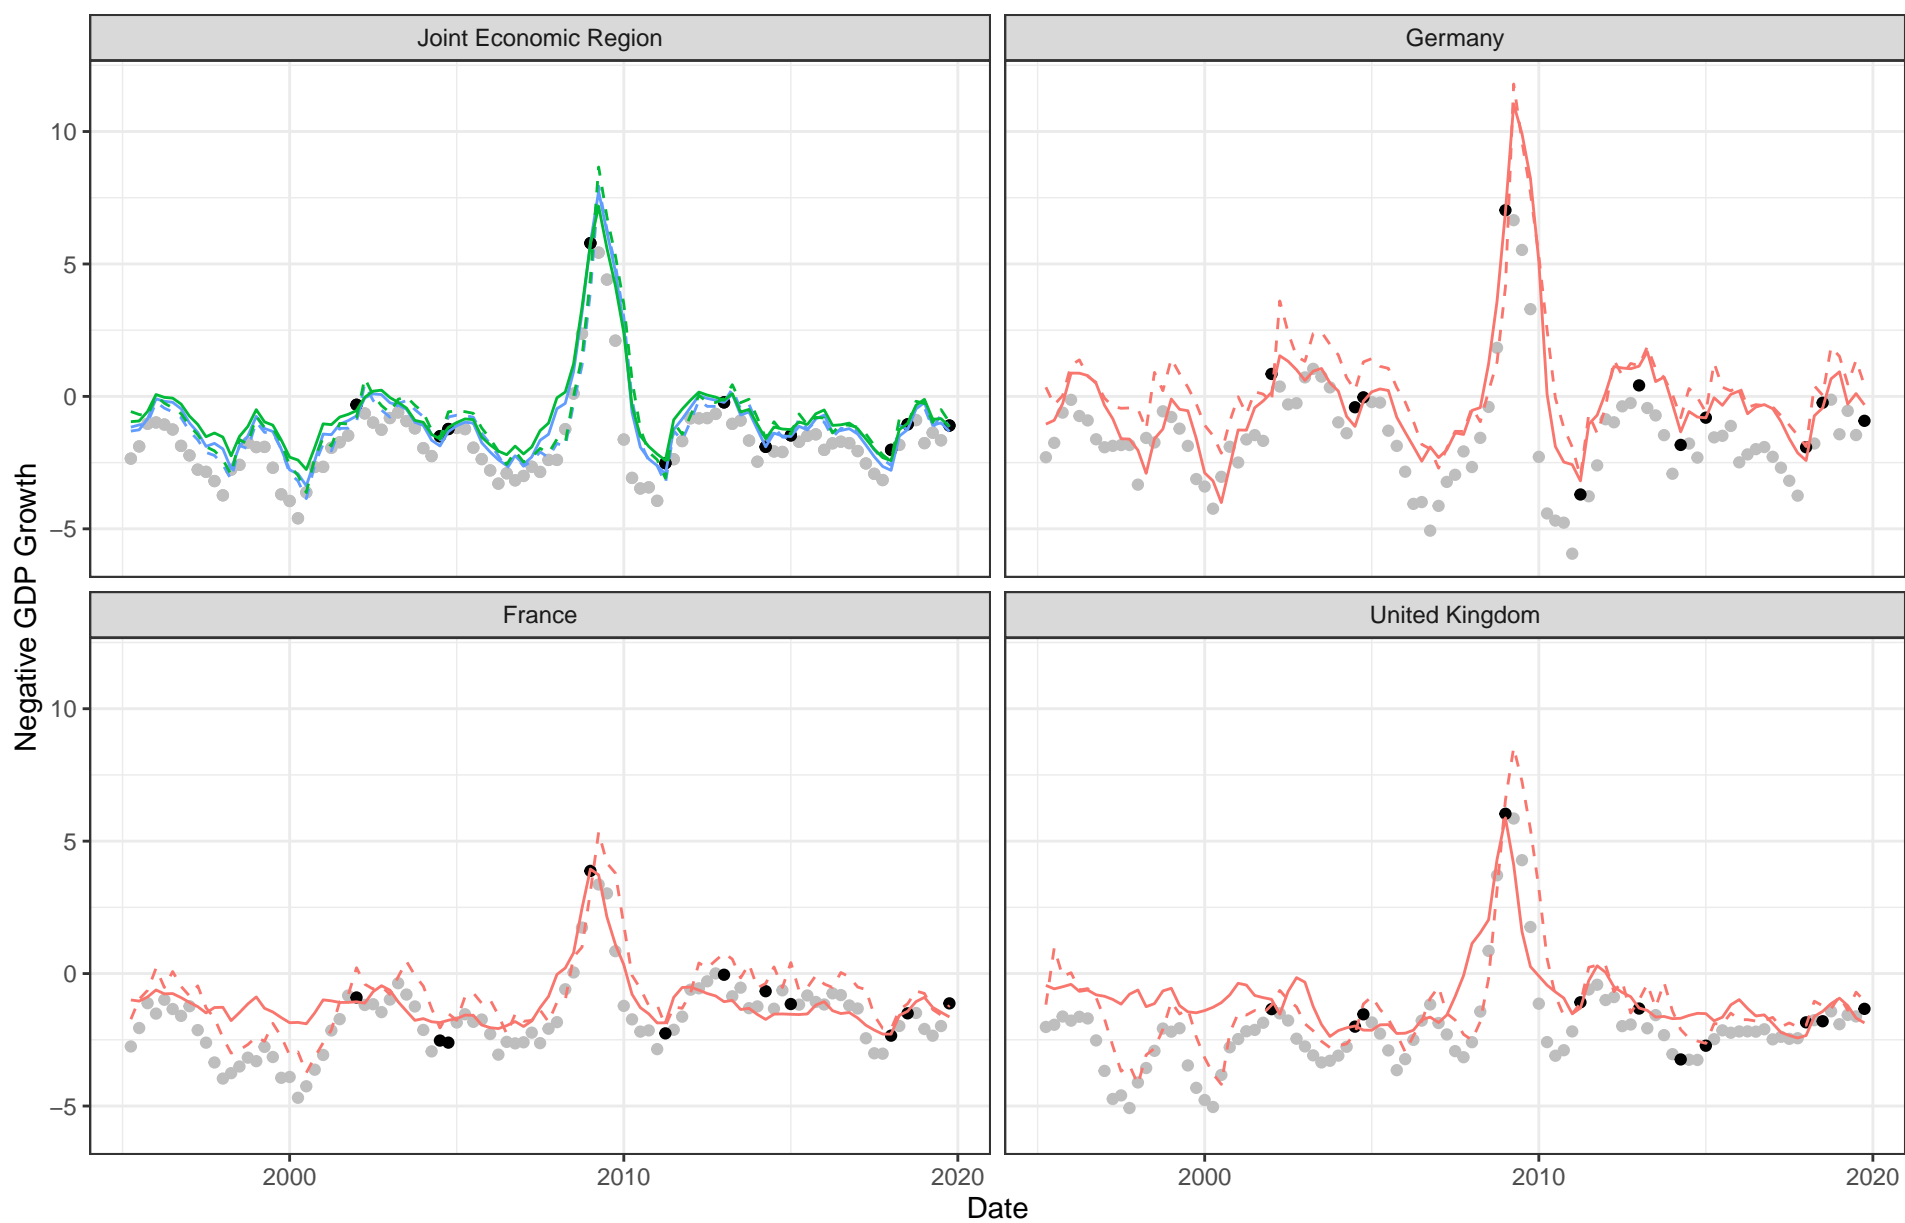 Joint Economic Region
Germany
10
5
0
−5
France
United Kingdom
10
5
0
−5
2000
2010
2020
2000
2010
2020
Date
Negative GDP Growth